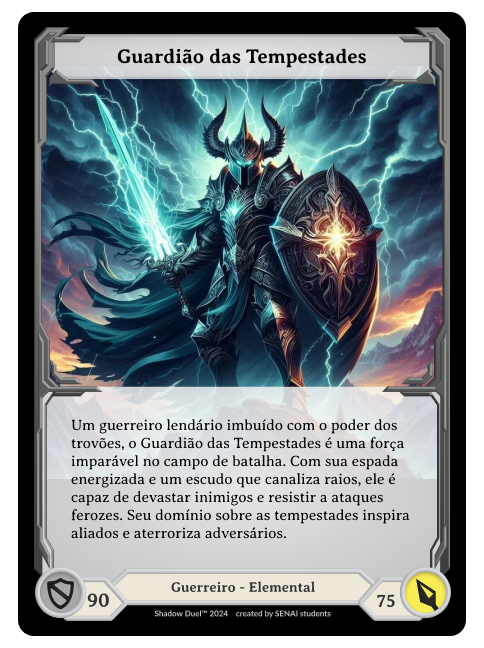 Guardião das Tempestades
Um guerreiro lendário imbuído com o poder dos
trovões, o Guardião das Tempestades é uma força
imparável no campo de batalha. Com sua espada
energizada e um escudo que canaliza raios, ele é
capaz de devastar inimigos e resistir a ataques
ferozes. Seu domínio sobre as tempestades inspira
aliados e aterroriza adversários.
90
Guerreiro - Elemental
75
Shadow Duel™ 2024 created by SENAI students